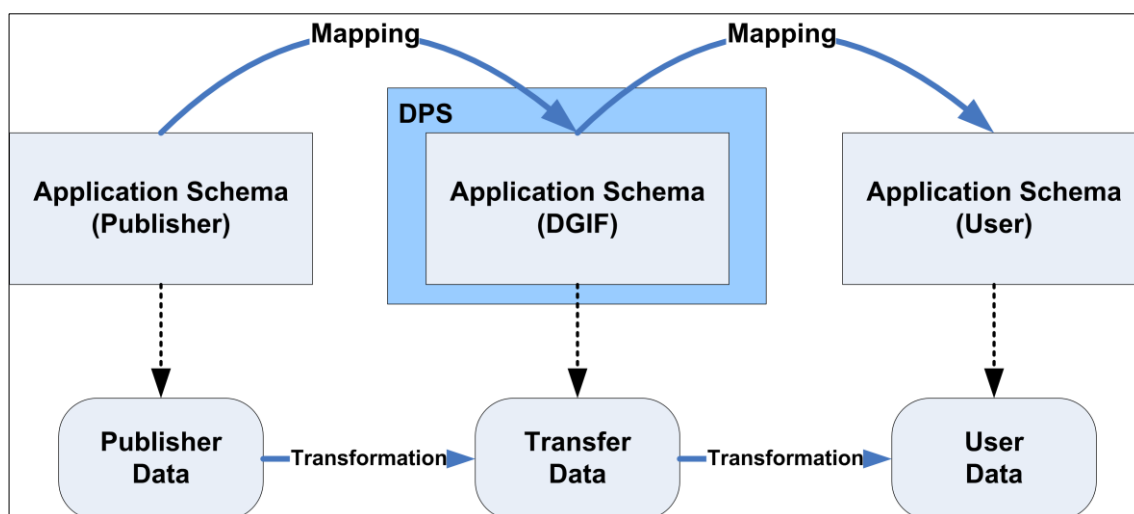 Mapping
Mapping
DPS
Application Schema
(Publisher)
Application Schema
(DGIF)
Application Schema
(User)
Publisher
Data
Transformation
Transfer
Data
Transformation
User
Data